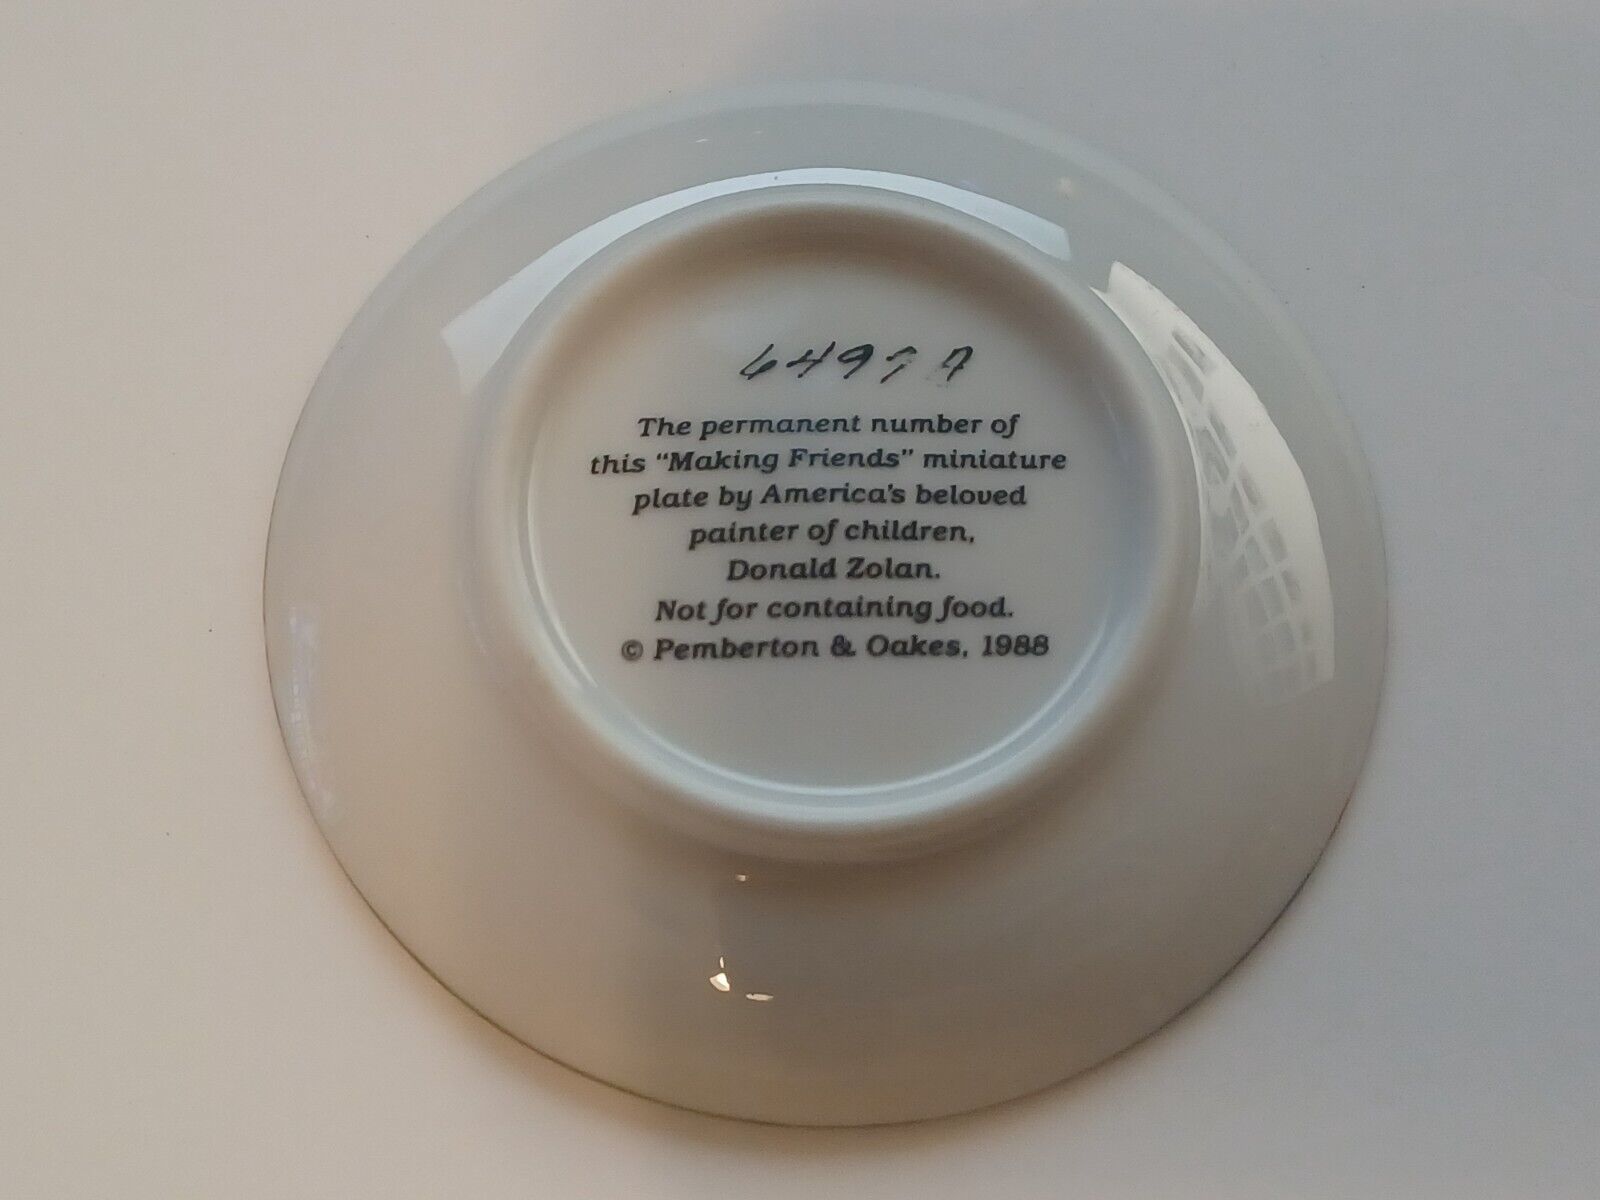 6497A
The permanent number of
this "Making Friends" miniature
plate by America's beloved
painter of children,
Donald Zolan.
Not for containing food.
© Pemberton & Oakes, 1988